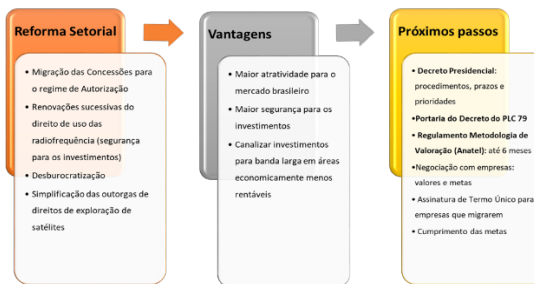 Reforma Setorial
• Migração das Concessões para
o regime de Autorização
• Renovações sucessivas do
direito de uso das
radiofrequência (segurança
para os investimentos)
• Desburocratização
• Simplificação das outorgas de
direitos de exploração de
satélites
Vantagens
• Maior atratividade para o
mercado brasileiro
• Maior segurança para os
investimentos
• Canalizar investimentos
para banda larga em áreas
economicamente menos
rentáveis
Próximos passos
• Decreto Presidencial:
procedimentos, prazos e
prioridades
•Portaria do Decreto do PLC 79
• Regulamento Metodologia de
Valoração (Anatel): até 6 meses
•Negociação com empresas:
valores e metas
• Assinatura de Termo Único para
empresas que migrarem
• Cumprimento das metas